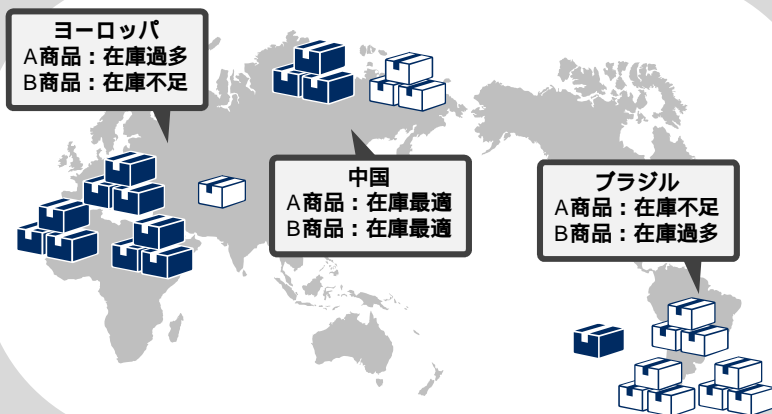 ヨーロッパ
A商品：在庫過多
B商品：在庫不足
中国
A商品：在庫最適
B商品：在庫最適
ブラジル
A商品：在庫不足
B商品：在庫過多